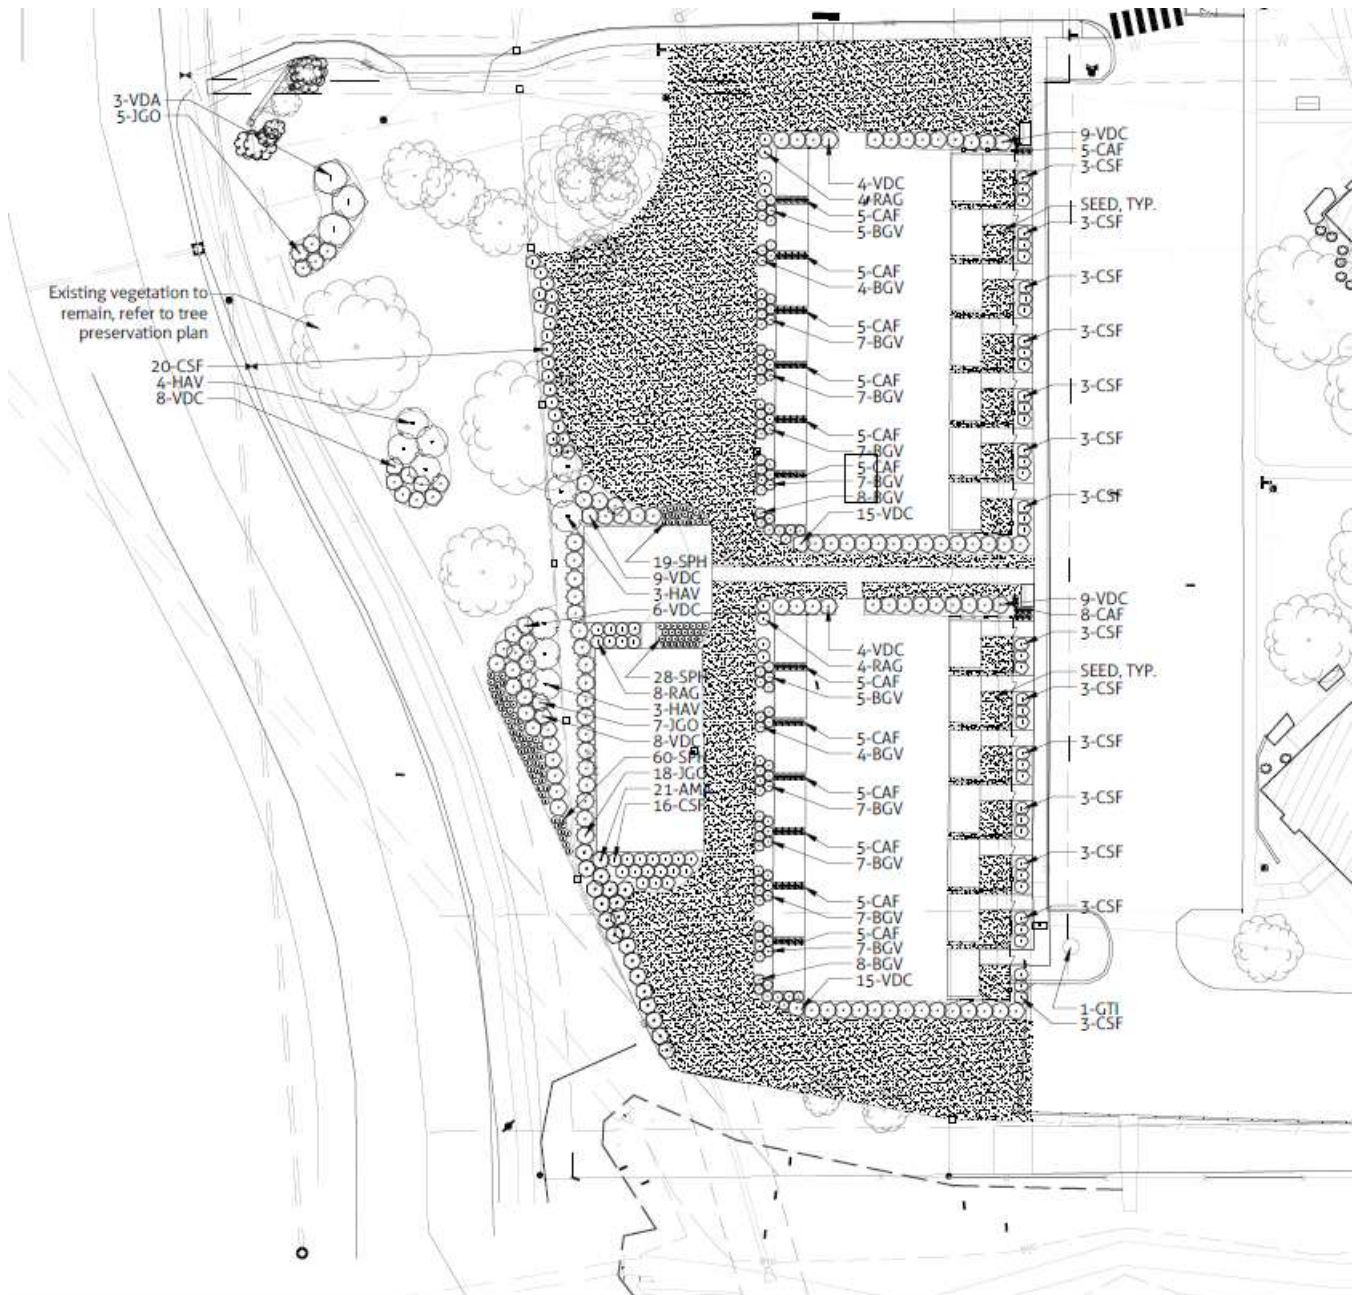 3-VDA
5-JGO
Existing vegetation to
remain, refer to tree
preservation plan
20-CSF
4-HAV
8-VDC
4-VDC
4-RAG
5-CAF
5-BGV
5-CAF
4-BGV
5-CAF
7-BGV
5-CAF
7-BGV
5-CAF
7-BGV
5-CAF
7-BGV
8-BGV
15-VDC
9-VDC
5-CAF
3-CSF
SEED, TYP.
3-CSF
3-CSF
3-CSF
3-CSF
3-CSF
3-CSF
19-SPH
9-VDC
3-HAV
6-VDC
28-SPH
8-RAG
3-HAV
7-JGO
8-VDC
60-SPH
18-JGO
21-AM
16-CSF
4-VDC
4-RAG
5-CAF
5-BGV
5-CAF
4-BGV
5-CAF
7-BGV
5-CAF
7-BGV
5-CAF
7-BGV
5-CAF
7-BGV
8-BGV
15-VDC
9-VDC
8-CAF
3-CSF
SEED, TYP.
3-CSF
3-CSF
3-CSF
3-CSF
3-CSF
1-GTI
3-CSF